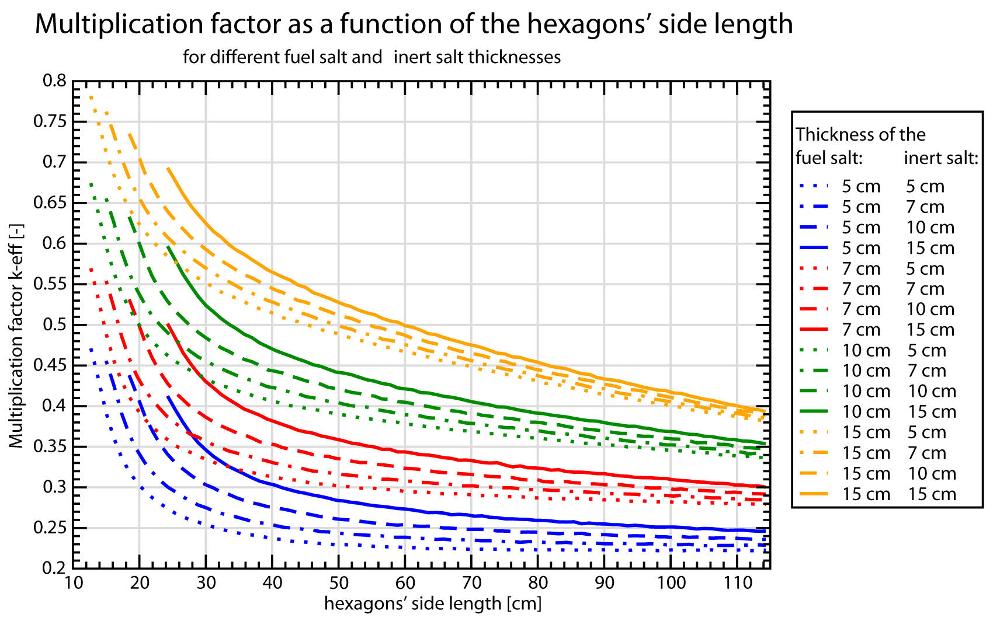 Multiplication factor as a function of the hexagons’ side length
for different fuel salt and inert salt thicknesses
0.8
0.75
0.7
0.65
0.6
0.55
0.5
0.45
0.4
0.35
0.3
0.25
0.2
Multiplication factor k-eff [-]
10 20 30 40 50 60 70 80 90 100 110
hexagons’ side length [cm]
Thickness of the
fuel salt: inert salt:
5 cm 5 cm
5 cm 7 cm
5 cm 10 cm
5 cm 15 cm
7 cm 5 cm
7 cm 7 cm
7 cm 10 cm
7 cm 15 cm
10 cm 5 cm
10 cm 7 cm
10 cm 10 cm
10 cm 15 cm
15 cm 5 cm
15 cm 7 cm
15 cm 10 cm
15 cm 15 cm